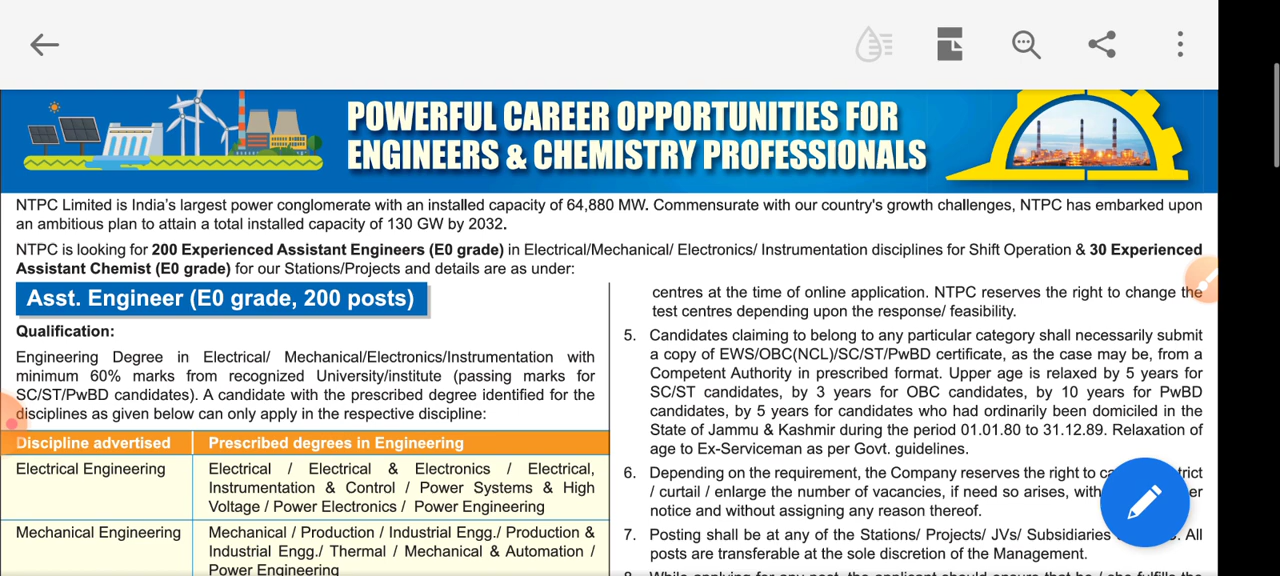 POWERFUL CAREER OPPORTUNITIES FOR
ENGINEERS & CHEMISTRY PROFESSIONALS
NTPC Limited is India's largest power conglomerate with an installed capacity of 64,880 MW. Commensurate with our country's growth challenges, NTPC has embarked upon
an ambitious plan to attain a total installed capacity of 130 GW by 2032.
NTPC is looking for 200 Experienced Assistant Engineers (E0 grade) in Electrical/Mechanical/ Electronics/ Instrumentation disciplines for Shift Operation & 30 Experienced
Assistant Chemist (E0 grade) for our Stations/Projects and details are as under:
Asst. Engineer (E0 grade, 200 posts)
Qualification:
Engineering Degree in Electrical/ Mechanical/Electronics/Instrumentation with
minimum 60% marks from recognized University/institute (passing marks for
SC/ST/PwBD candidates). A candidate with the prescribed degree identified for the
disciplines as given below can only apply in the respective discipline:
Discipline advertised Prescribed degrees in Engineering
Electrical Engineering Electrical / Electrical & Electronics / Electrical,
Instrumentation & Control / Power Systems & High
Voltage / Power Electronics / Power Engineering
Mechanical Engineering Mechanical / Production / Industrial Engg./ Production &
Industrial Engg./ Thermal / Mechanical & Automation /
Power Engineering
centres at the time of online application. NTPC reserves the right to change the
test centres depending upon the response/ feasibility.
5. Candidates claiming to belong to any particular category shall necessarily submit
a copy of EWS/OBC(NCL)/SC/ST/PwBD certificate, as the case may be, from a
Competent Authority in prescribed format. Upper age is relaxed by 5 years for
SC/ST candidates, by 3 years for OBC candidates, by 10 years for PwBD
candidates, by 5 years for candidates who had ordinarily been domiciled in the
State of Jammu & Kashmir during the period 01.01.80 to 31.12.89. Relaxation of
age to Ex-Serviceman as per Govt. guidelines.
6. Depending on the requirement, the Company reserves the right to
/ curtail / enlarge the number of vacancies, if need so arises,
notice and without assigning any reason thereof.
7. Posting shall be at any of the Stations/ Projects/ JVs/ Subsidiaries All
posts are transferable at the sole discretion of the Management.
8. While applying for any post, the applicant should ensure that he / she fulfills the